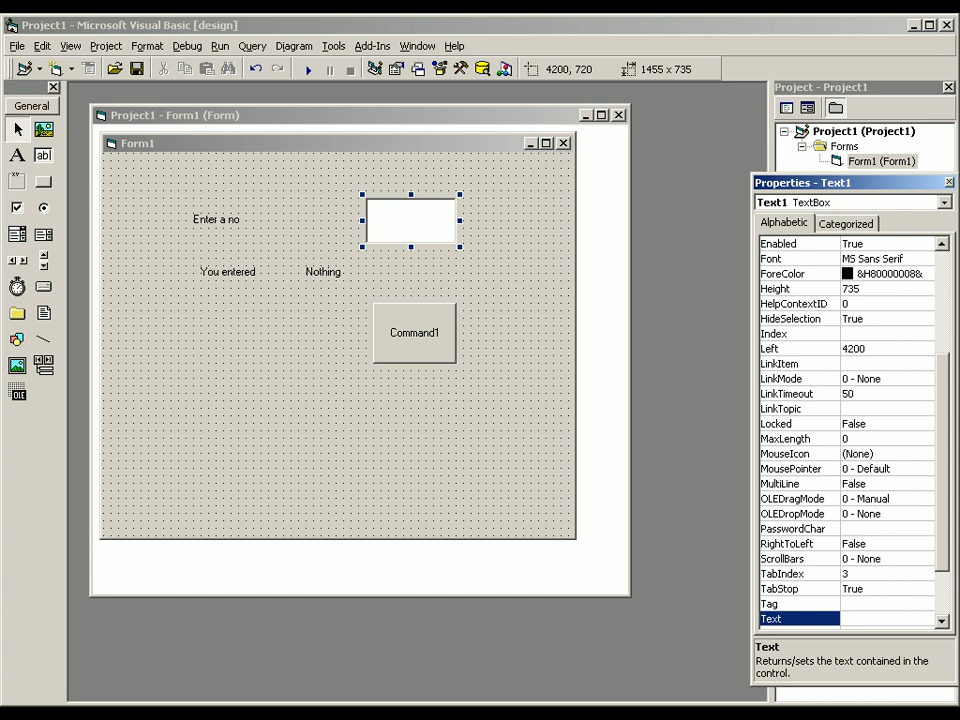 Project1 - Microsoft Visual Basic [design]
File Edit View Project Format Debug Run Query Diagram Tools Add-Ins Window Help
4200, 720 1455 x 735
General
A ab|
XY
OLE
Project1 - Form1 (Form)
Form1
Enter a no
You entered Nothing
Command1
Project - Project1
Project1 (Project1)
Forms
Form1 (Form1)
Properties - Text1
Text1 TextBox
Alphabetic Categorized
Enabled True
Font MS Sans Serif
ForeColor &H80000008&
Height 735
HelpContextID 0
HideSelection True
Index
Left 4200
LinkItem
LinkMode 0 - None
LinkTimeout 50
LinkTopic
Locked False
MaxLength 0
MouseIcon (None)
MousePointer 0 - Default
MultiLine False
OLEDragMode 0 - Manual
OLEDropMode 0 - None
PasswordChar
RightToLeft False
ScrollBars 0 - None
TabIndex 3
TabStop True
Tag
Text
Text
Returns/sets the text contained in the
control.